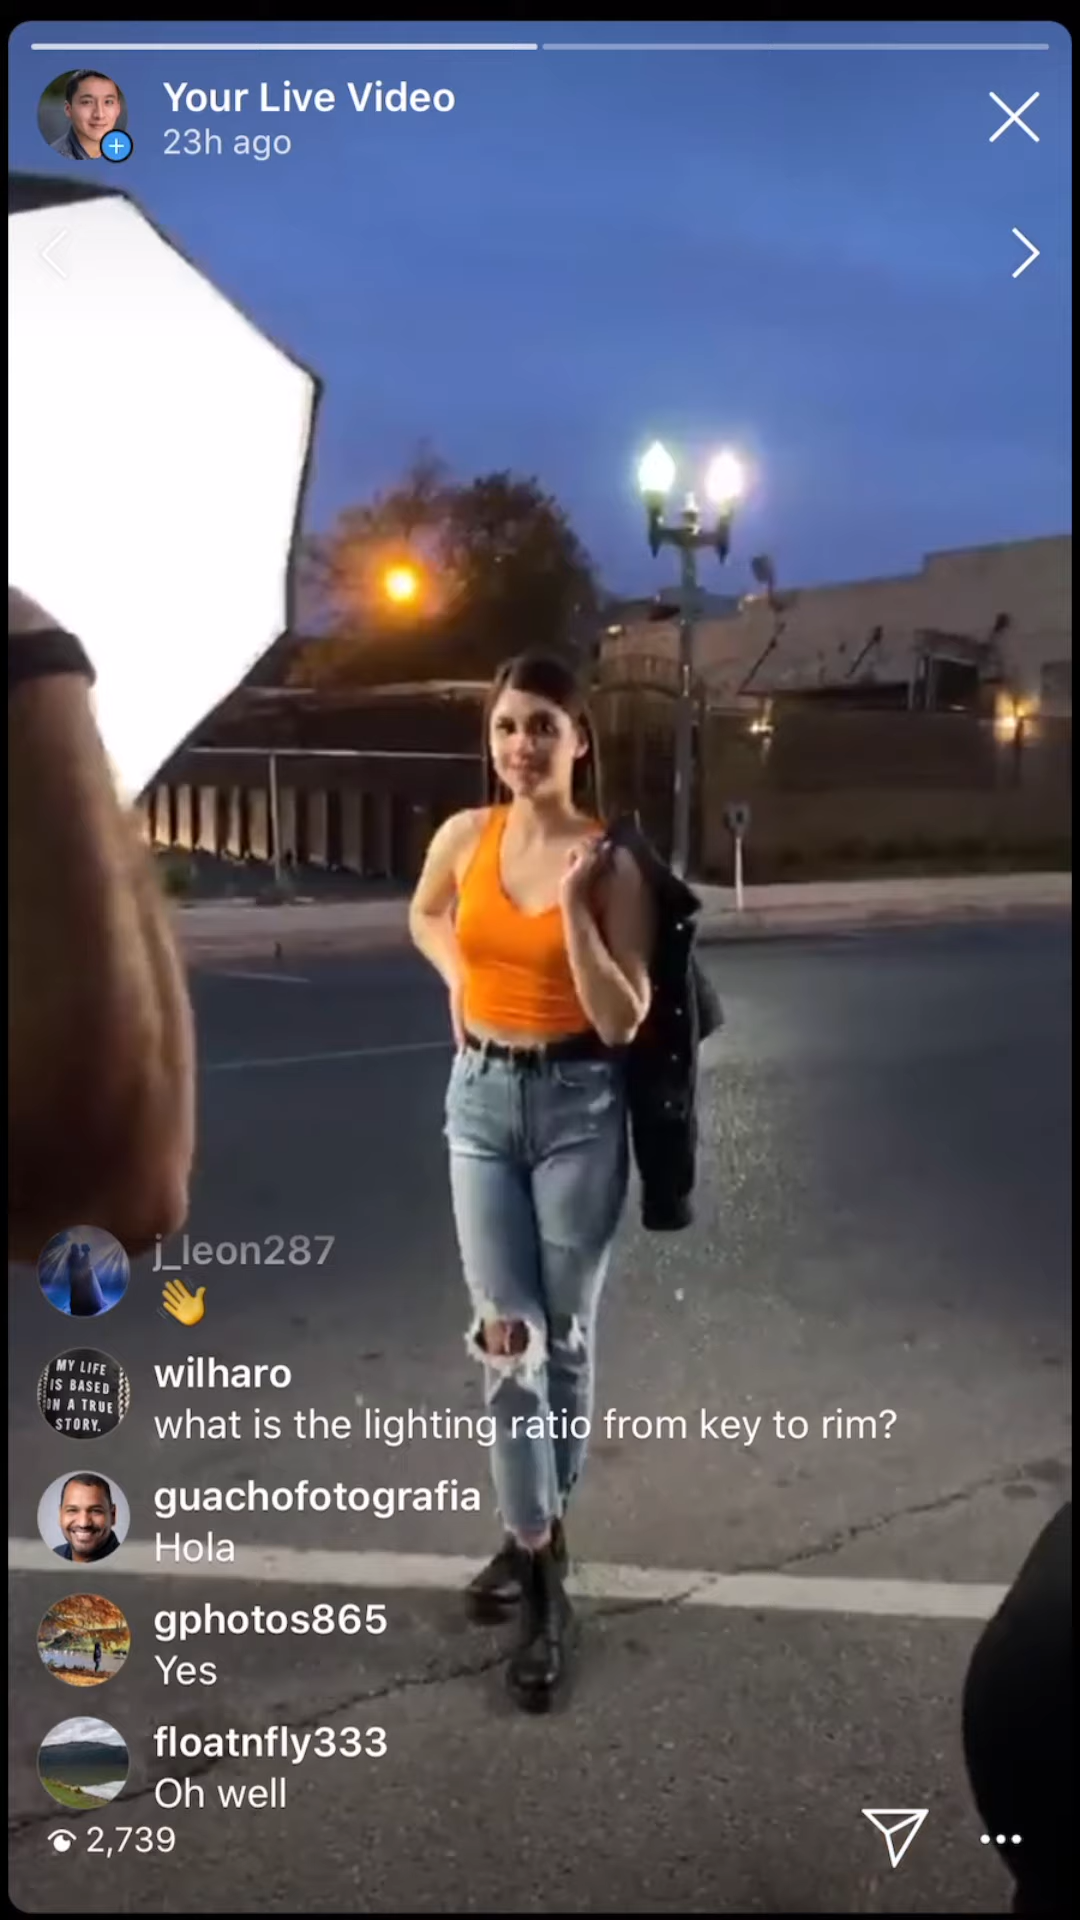 Your Live Video
23h ago
j_leon287
👋
MY LIFE
IS BASED
ON A TRUE
STORY.
wilharo
what is the lighting ratio from key to rim?
guachofotografia
Hola
gphotos865
Yes
floatnfly333
Oh well
2,739